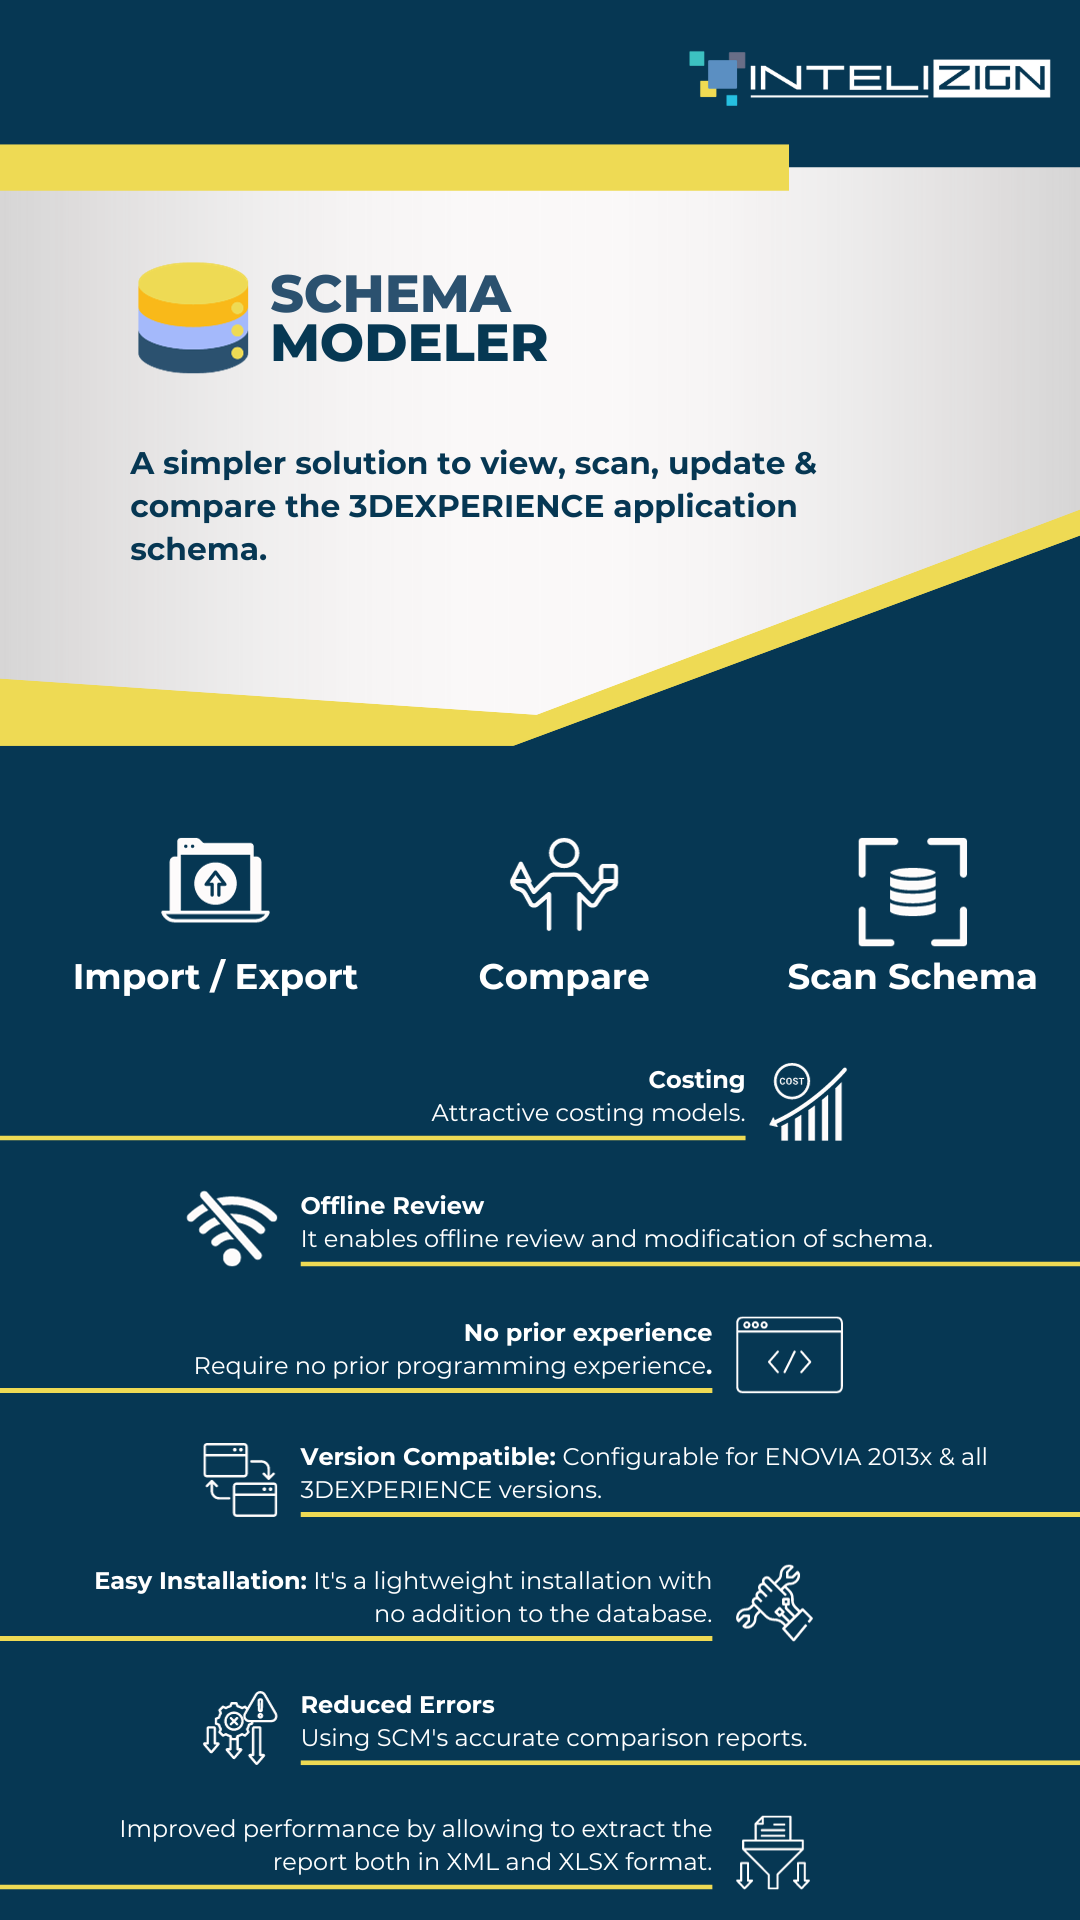 INTELIZIGN
SCHEMA
MODELER
A simpler solution to view, scan, update &
compare the 3DEXPERIENCE application
schema.
Import / Export
Compare
Scan Schema
Costing
COST
Attractive costing models.
Offline Review
It enables offline review and modification of schema.
No prior experience
Require no prior programming experience.
Version Compatible: Configurable for ENOVIA 2013x & all
3DEXPERIENCE versions.
Easy Installation: It's a lightweight installation with
no addition to the database.
Reduced Errors
Using SCM's accurate comparison reports.
Improved performance by allowing to extract the
report both in XML and XLSX format.